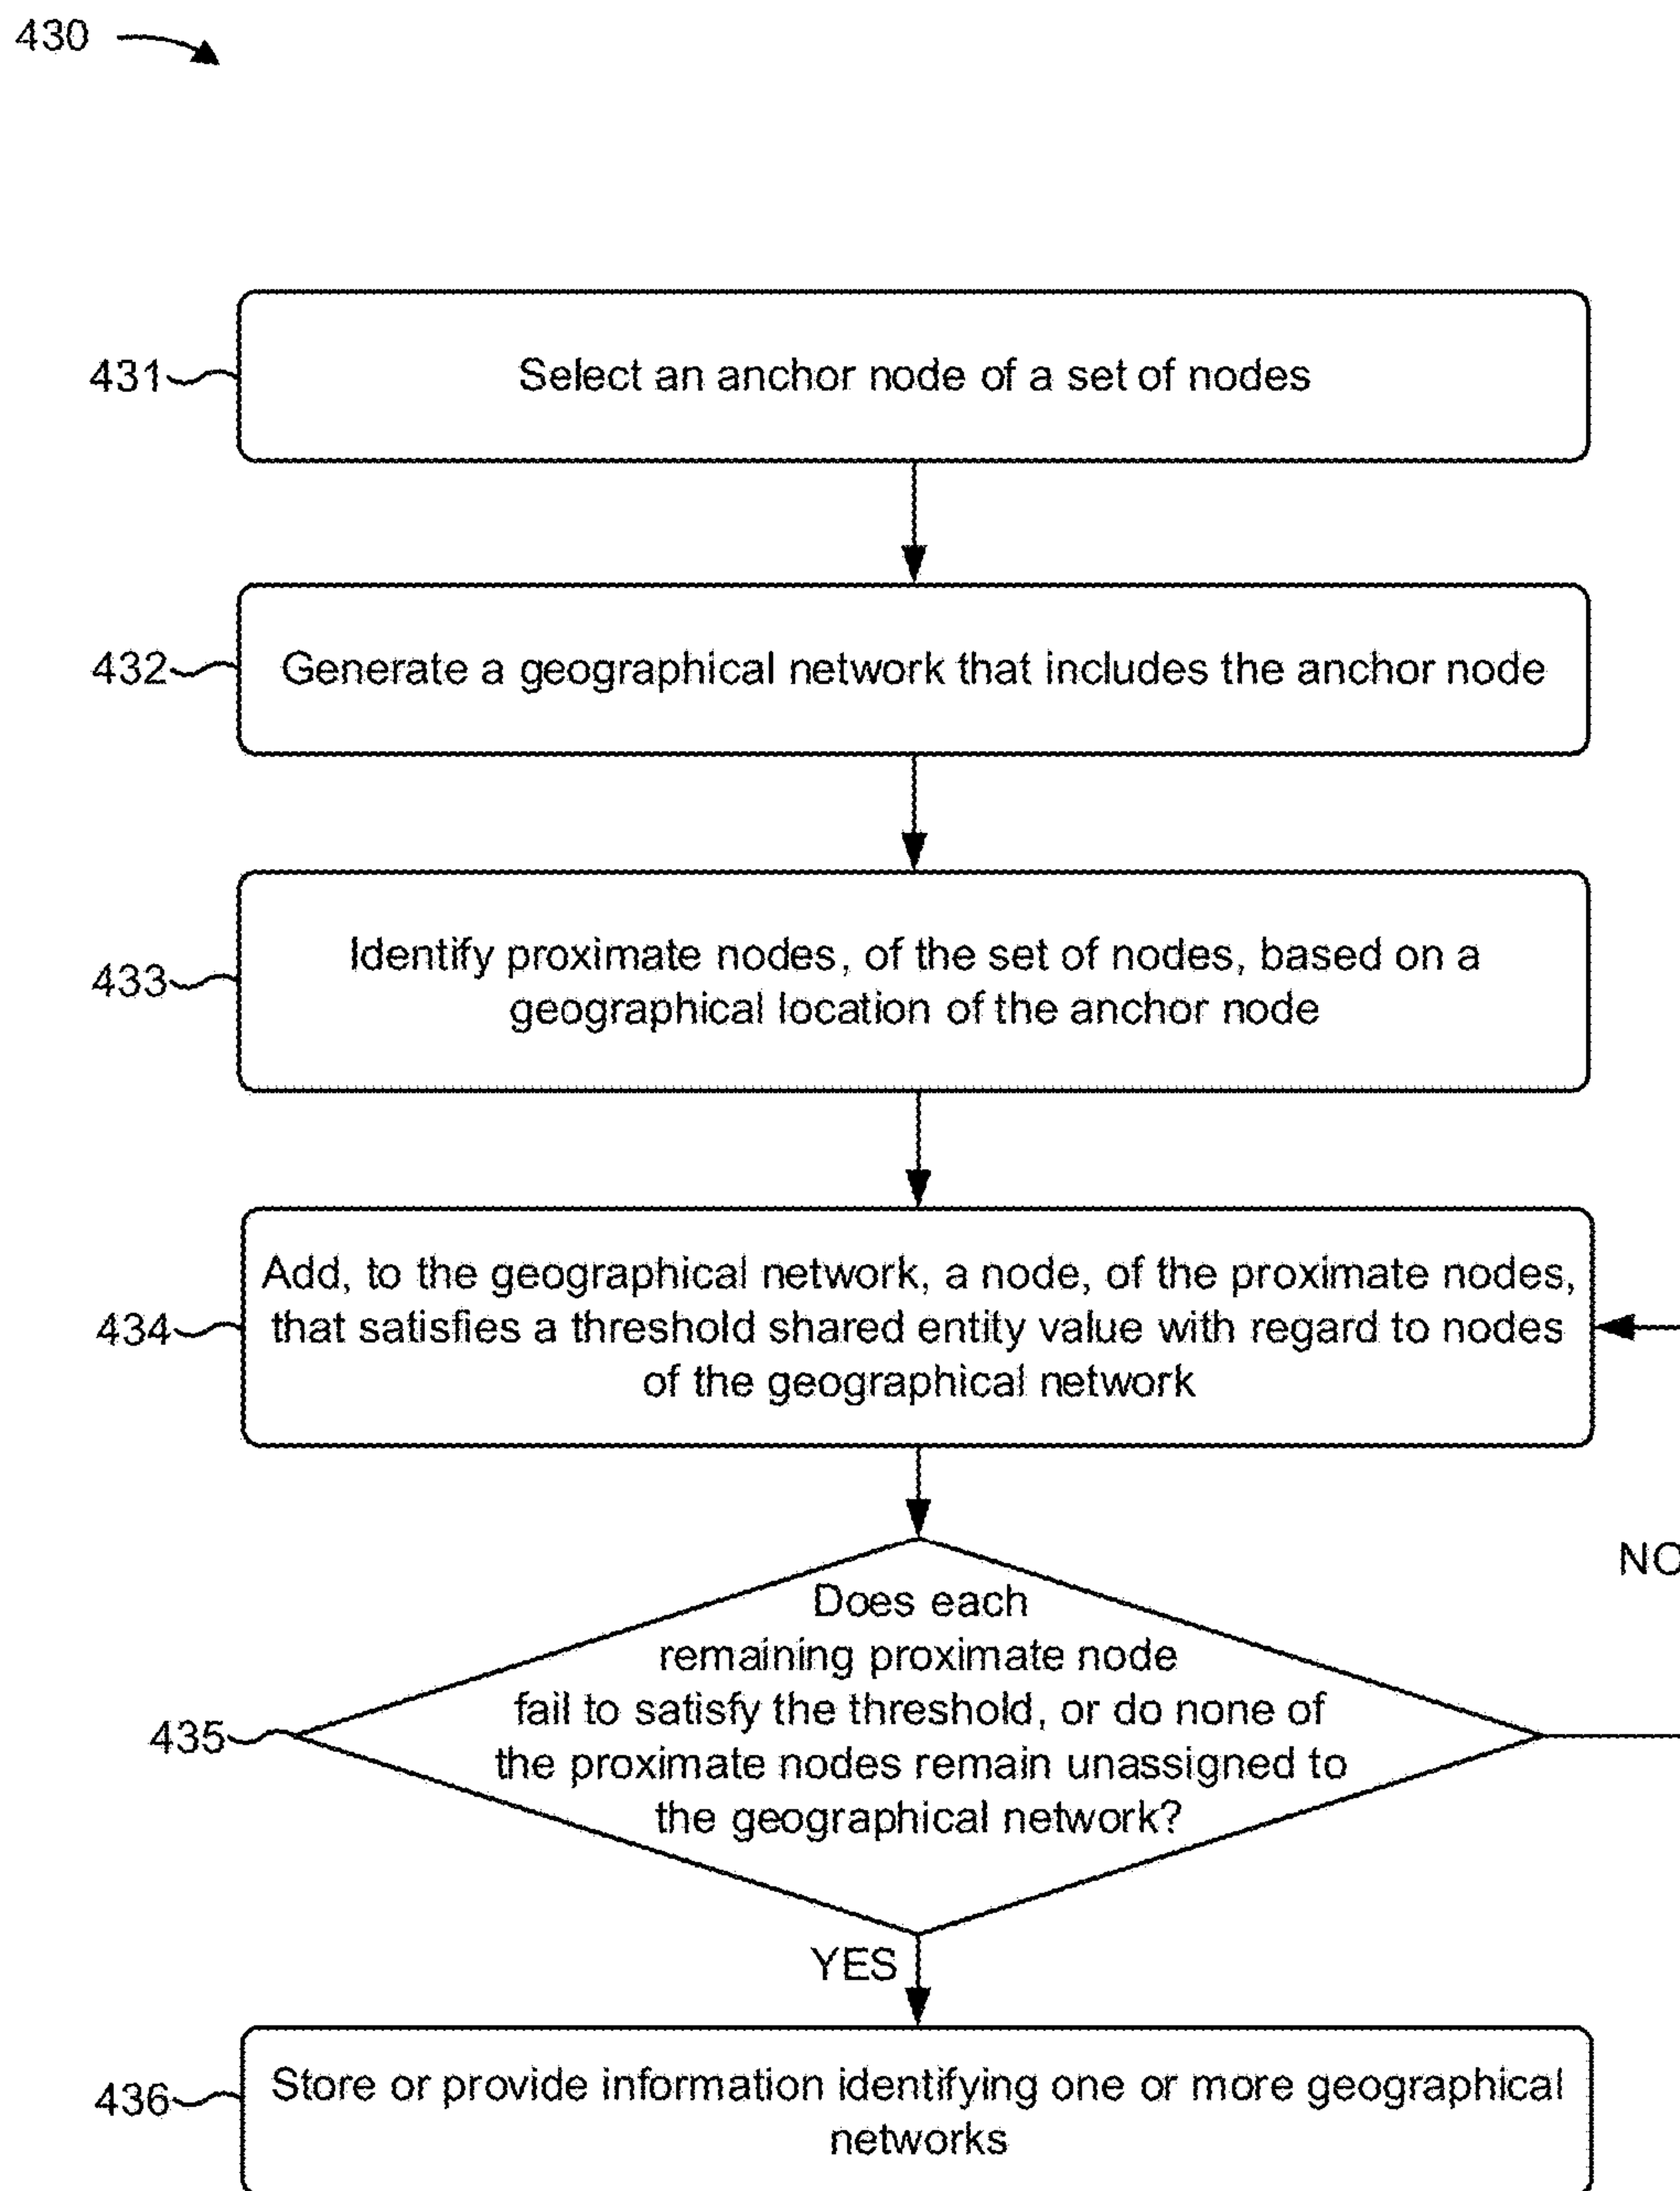 430
431
Select an anchor node of a set of nodes
432
Generate a geographical network that includes the anchor node
433
Identify proximate nodes, of the set of nodes, based on a
geographical location of the anchor node
434
Add, to the geographical network, a node, of the proximate nodes,
that satisfies a threshold shared entity value with regard to nodes
of the geographical network
NO
435
Does each
remaining proximate node
fail to satisfy the threshold, or do none of
the proximate nodes remain unassigned to
the geographical network?
YES
436
Store or provide information identifying one or more geographical
networks